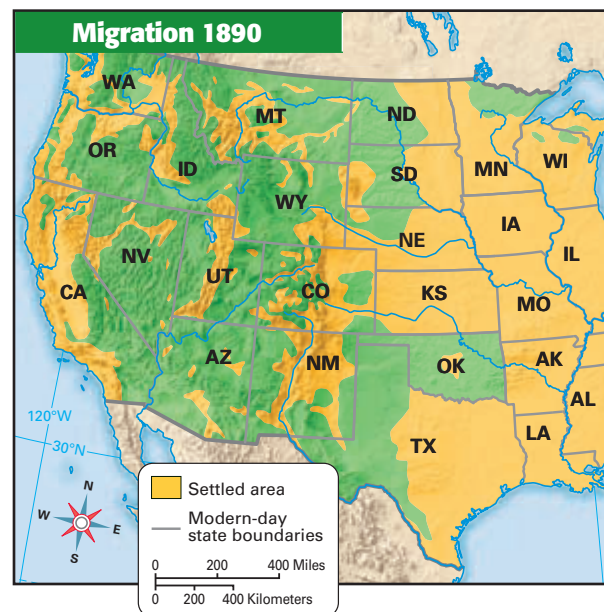 Migration 1890
WA
MT
ND
OR
ID
MN
WI
SD
WY
IA
NE
NV
IL
UT
CA
CO
KS
MO
AZ
NM
OK
AK
AL
120°W
LA
30°N
TX
N
W
E
S
Settled area
Modern-day
state boundaries
0 200 400 Miles
0 200 400 Kilometers